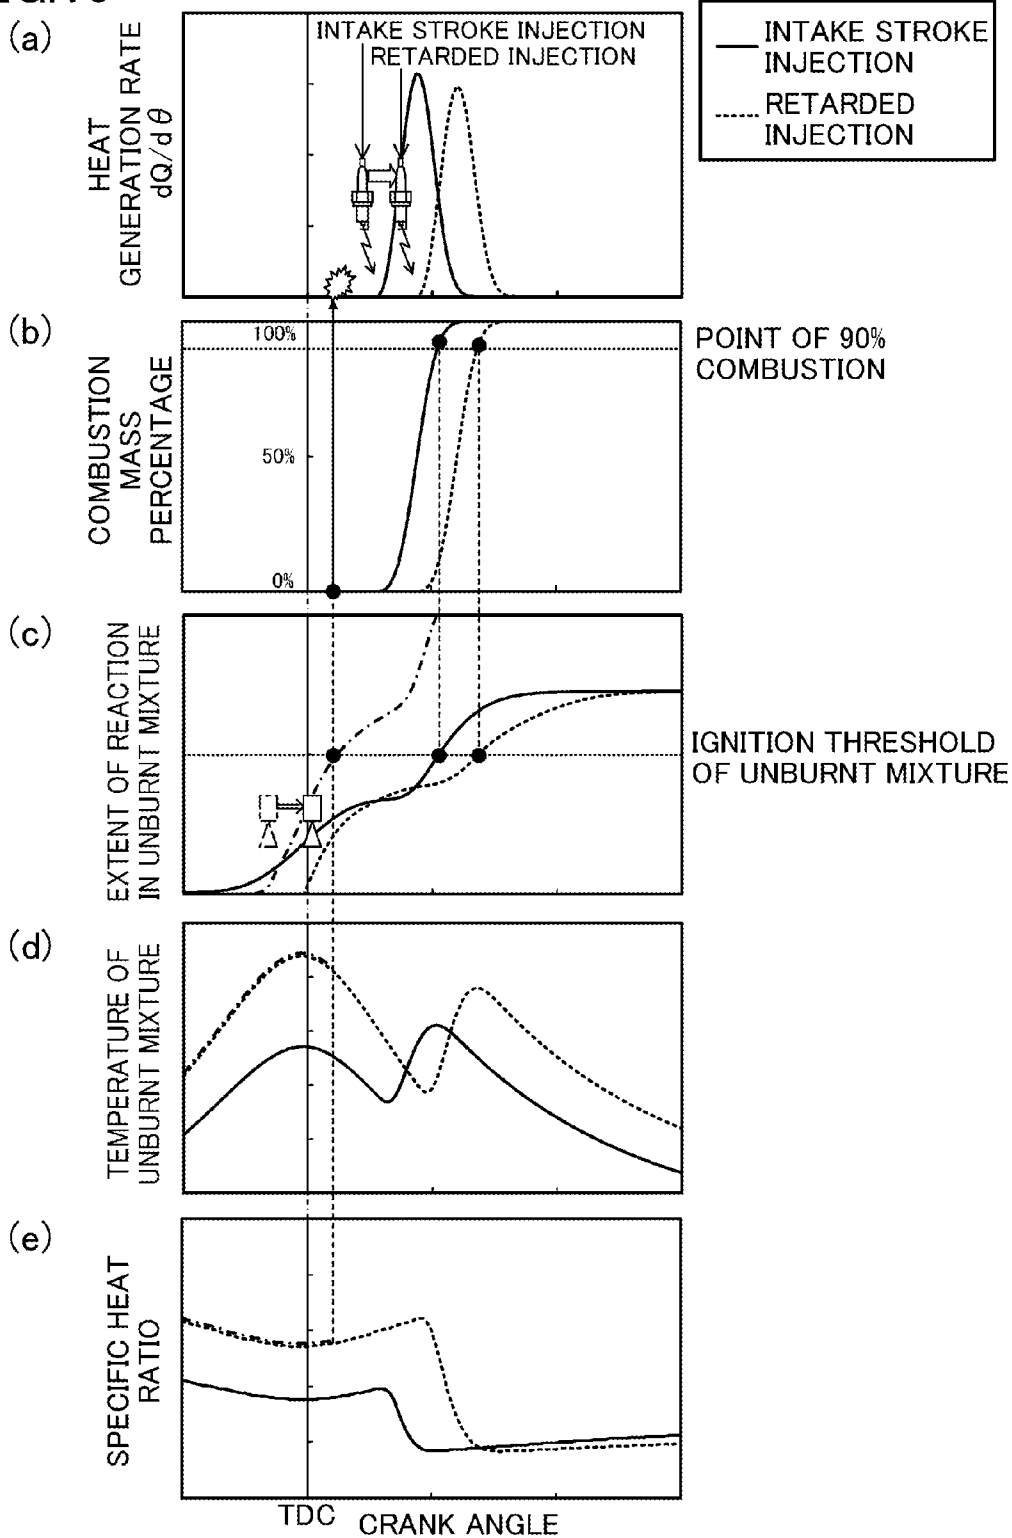 (a)
HEAT
GENERATION RATE
dQ/dθ
INTAKE STROKE INJECTION
RETARDED INJECTION
INTAKE STROKE
INJECTION
RETARDED
INJECTION
(b)
COMBUSTION
MASS
PERCENTAGE
100%
50%
0%
POINT OF 90%
COMBUSTION
(c)
EXTENT OF REACTION
IN UNBURNT MIXTURE
IGNITION THRESHOLD
OF UNBURNT MIXTURE
(d)
TEMPERATURE OF
UNBURNT MIXTURE
(e)
SPECIFIC HEAT
RATIO
TDC
CRANK ANGLE